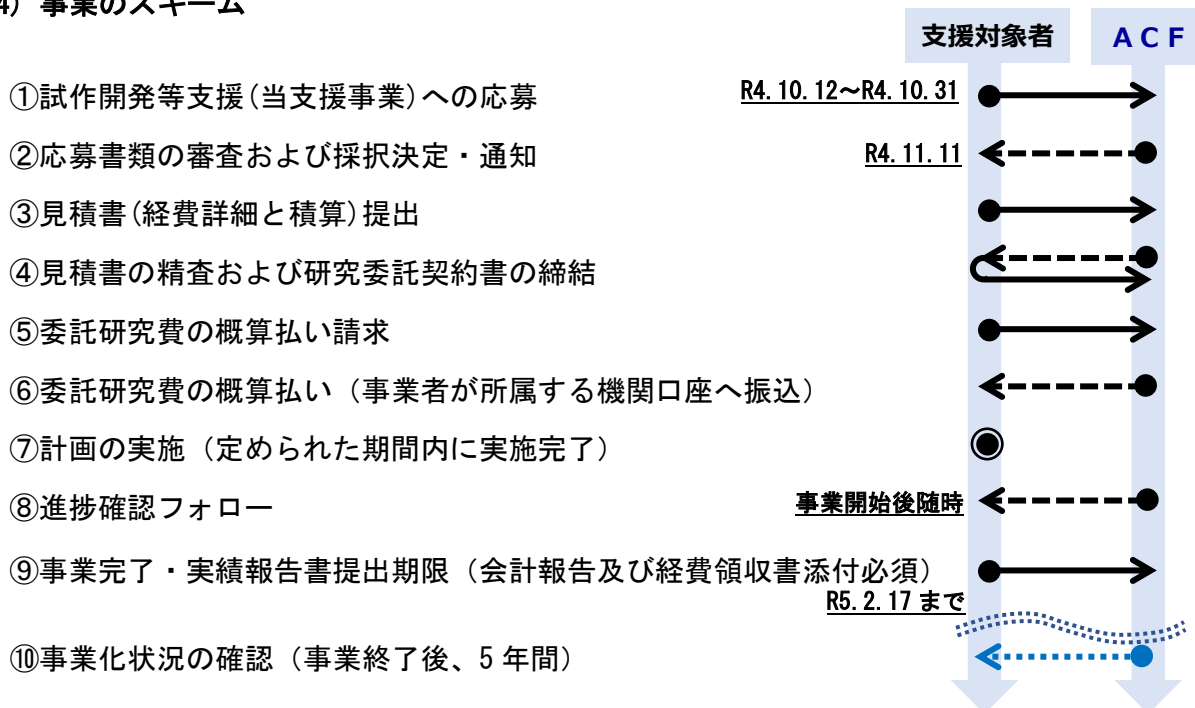 4) 事業のスキーム
支援対象者 ACF
①試作開発等支援(当支援事業)への応募 R4.10.12～R4.10.31
②応募書類の審査および採択決定・通知 R4.11.11
③見積書(経費詳細と積算)提出
④見積書の精査および研究委託契約書の締結
⑤委託研究費の概算払い請求
⑥委託研究費の概算払い（事業者が所属する機関口座へ振込）
⑦計画の実施（定められた期間内に実施完了）
⑧進捗確認フォロー 事業開始後随時
⑨事業完了・実績報告書提出期限（会計報告及び経費領収書添付必須）
R5.2.17 まで
⑩事業化状況の確認（事業終了後、5 年間）